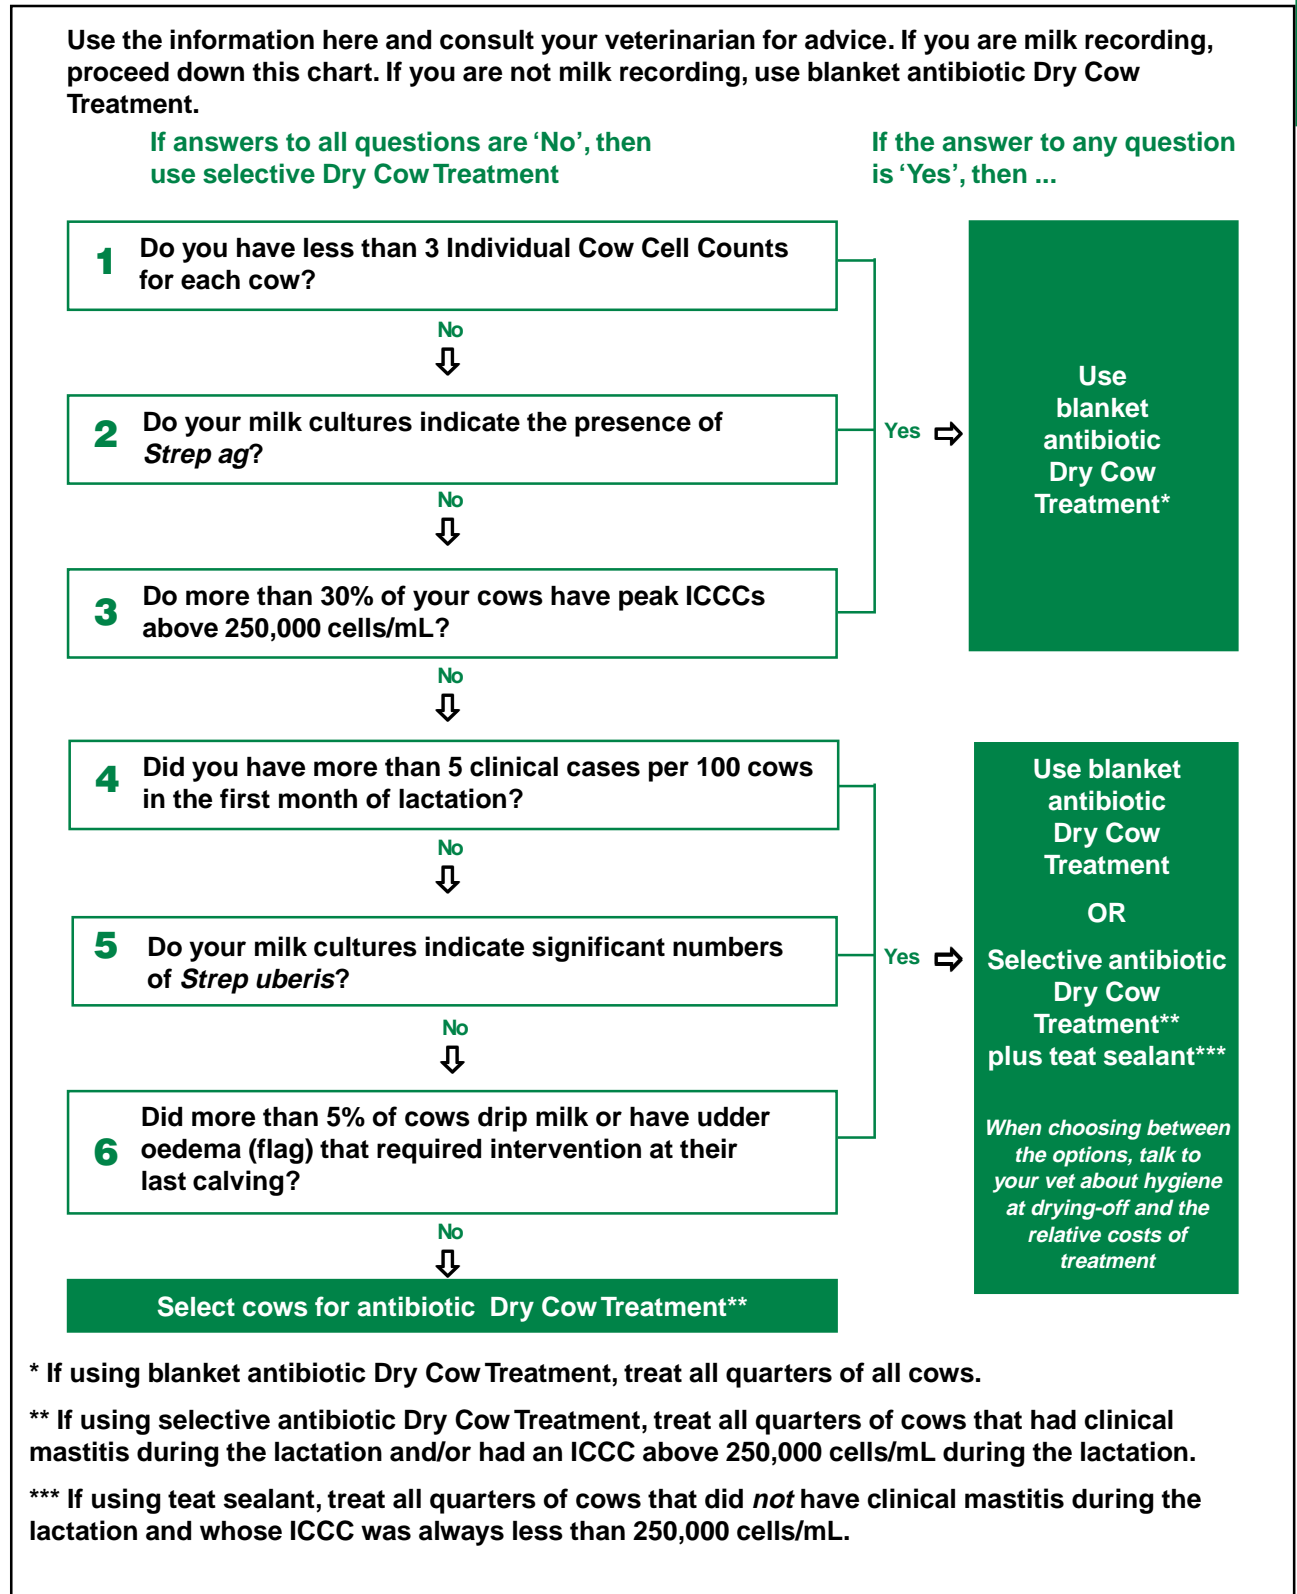 Use the information here and consult your veterinarian for advice. If you are milk recording,
proceed down this chart. If you are not milk recording, use blanket antibiotic Dry Cow
Treatment.
If answers to all questions are ‘No’, then
use selective Dry Cow Treatment
If the answer to any question
is ‘Yes’, then ...
1 Do you have less than 3 Individual Cow Cell Counts
for each cow?
No
2 Do your milk cultures indicate the presence of
Strep ag?
No
3 Do more than 30% of your cows have peak ICCCs
above 250,000 cells/mL?
Yes
Use
blanket
antibiotic
Dry Cow
Treatment*
No
4 Did you have more than 5 clinical cases per 100 cows
in the first month of lactation?
No
5 Do your milk cultures indicate significant numbers
of Strep uberis?
No
6 Did more than 5% of cows drip milk or have udder
oedema (flag) that required intervention at their
last calving?
Yes
Use blanket
antibiotic
Dry Cow
Treatment
OR
Selective antibiotic
Dry Cow
Treatment**
plus teat sealant***
When choosing between
the options, talk to
your vet about hygiene
at drying-off and the
relative costs of
treatment
No
Select cows for antibiotic Dry Cow Treatment**
* If using blanket antibiotic Dry Cow Treatment, treat all quarters of all cows.
** If using selective antibiotic Dry Cow Treatment, treat all quarters of cows that had clinical
mastitis during the lactation and/or had an ICCC above 250,000 cells/mL during the lactation.
*** If using teat sealant, treat all quarters of cows that did not have clinical mastitis during the
lactation and whose ICCC was always less than 250,000 cells/mL.